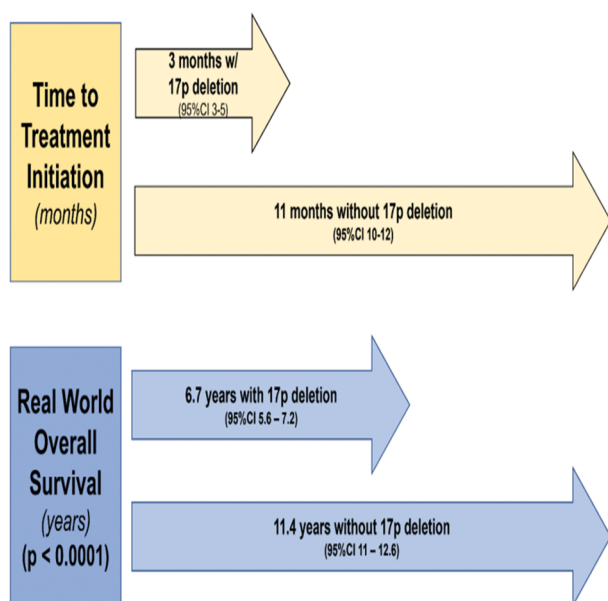 Time to
Treatment
Initiation
(months)
3 months w/
17p deletion
(95%CI 3-5)
11 months without 17p deletion
(95%CI 10-12)
Real World
Overall
Survival
(years)
(p < 0.0001)
6.7 years with 17p deletion
(95%CI 5.6 – 7.2)
11.4 years without 17p deletion
(95%CI 11 – 12.6)